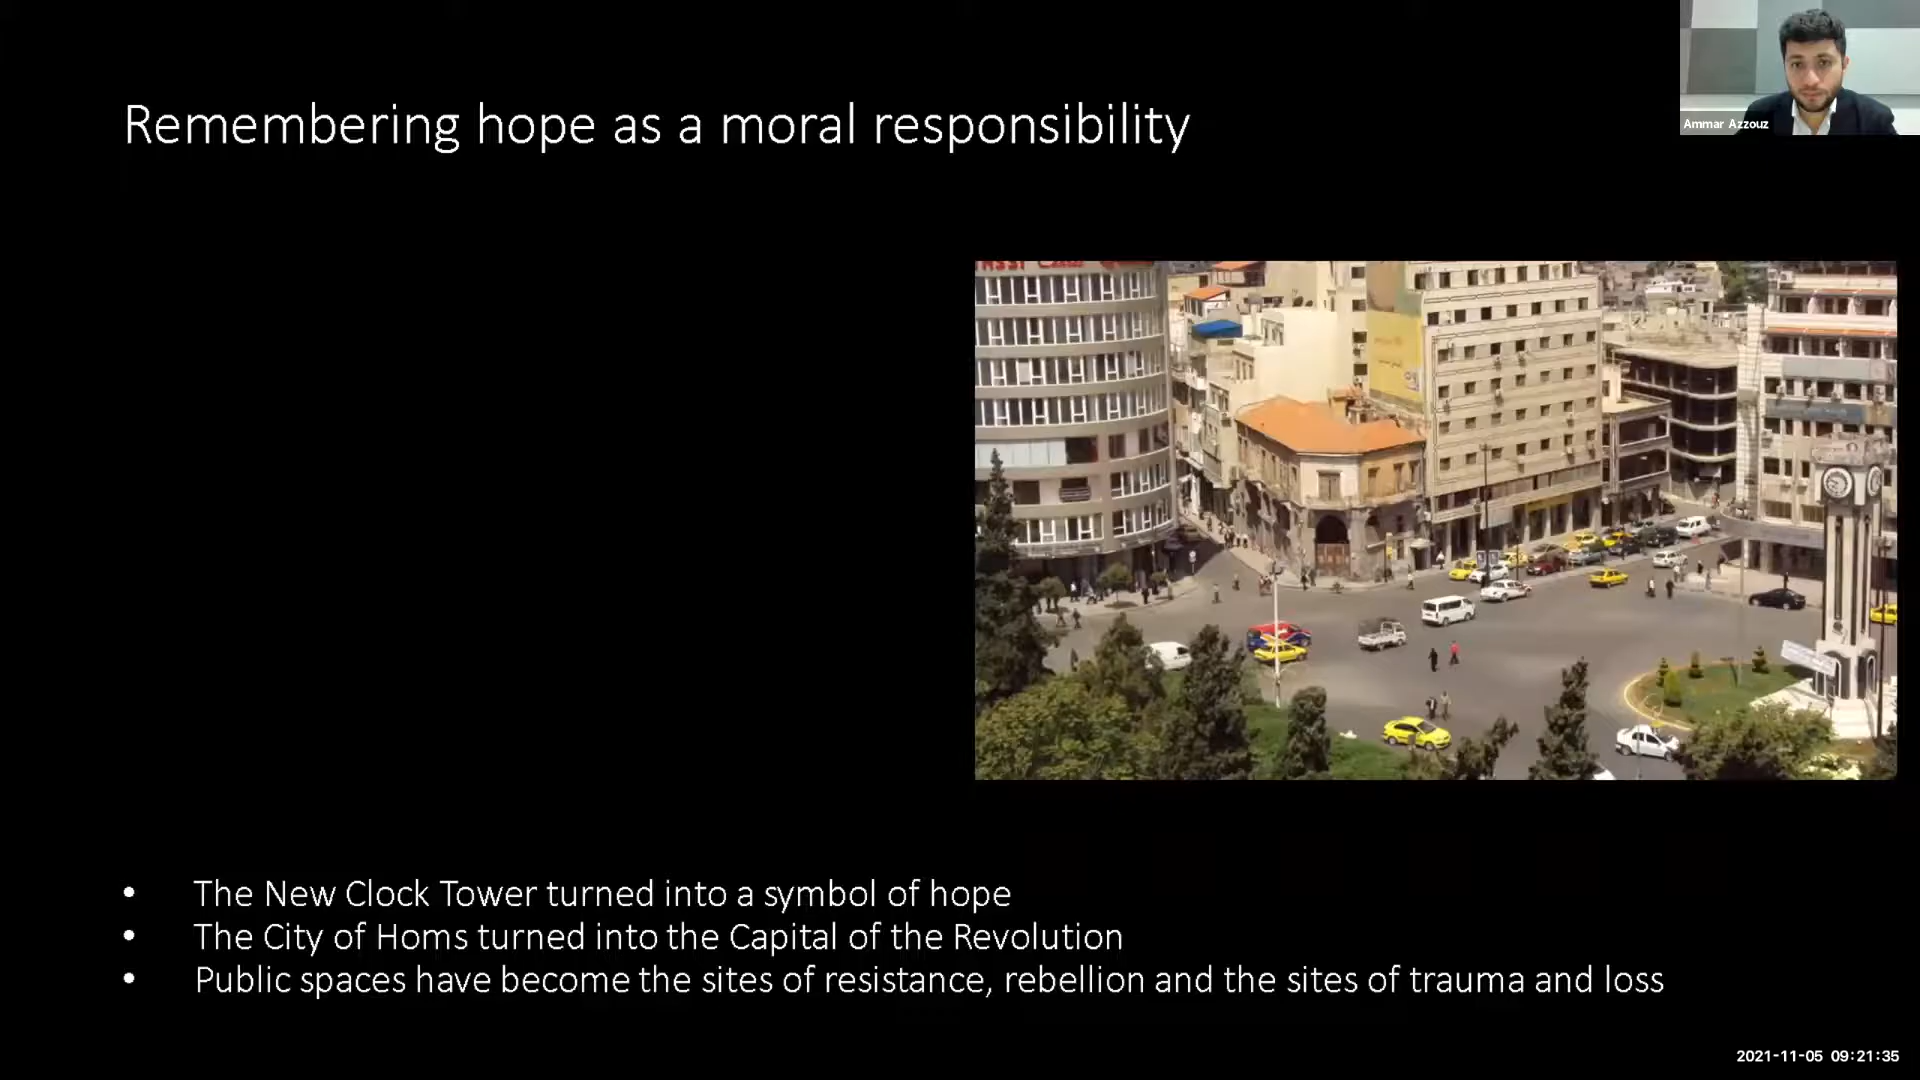 Remembering hope as a moral responsibility
Ammar Azzouz
• The New Clock Tower turned into a symbol of hope
• The City of Homs turned into the Capital of the Revolution
• Public spaces have become the sites of resistance, rebellion and the sites of trauma and loss
2021-11-05 09:21:35